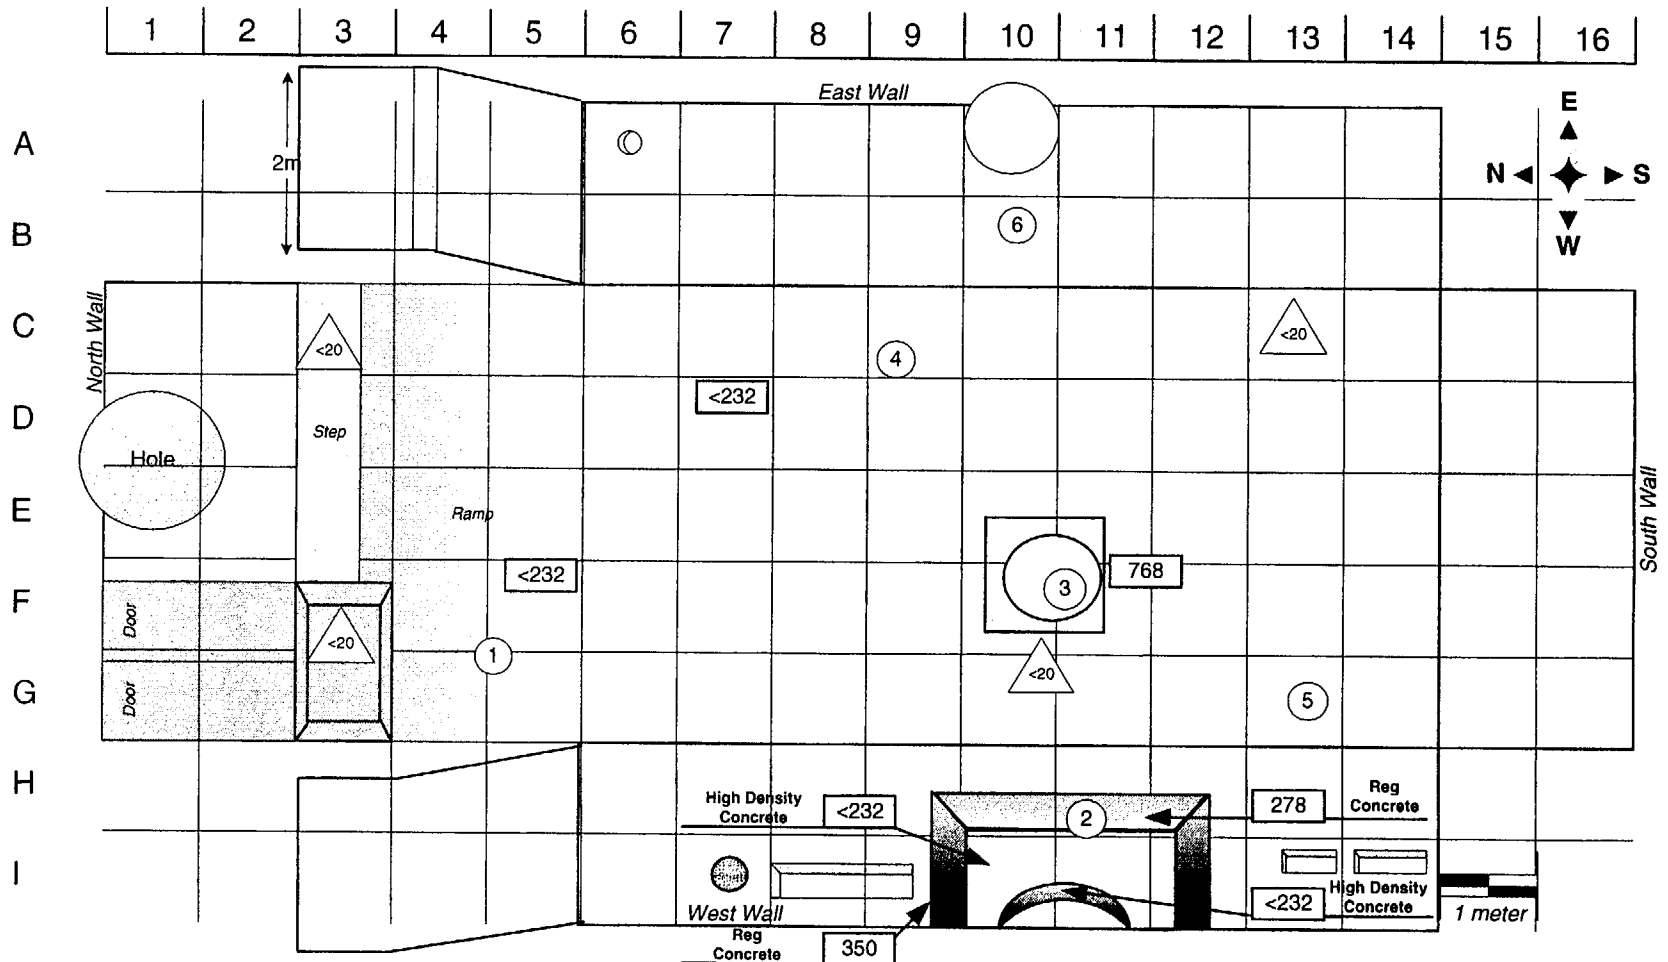 1 2 3 4 5 6 7 8 9 10 11 12 13 14 15 16
East Wall
E
A
2m
N S
6
B
W
C
North Wall
<20
4
<20
<232
D
Step
Hole
South Wall
E
Ramp
<232
768
3
F
Door
<20
1
<20
G
Door
5
H
High Density
Concrete
<232
2
278
Reg
Concrete
I
High Density
Concrete
<232
West Wall
1 meter
Reg
Concrete
350